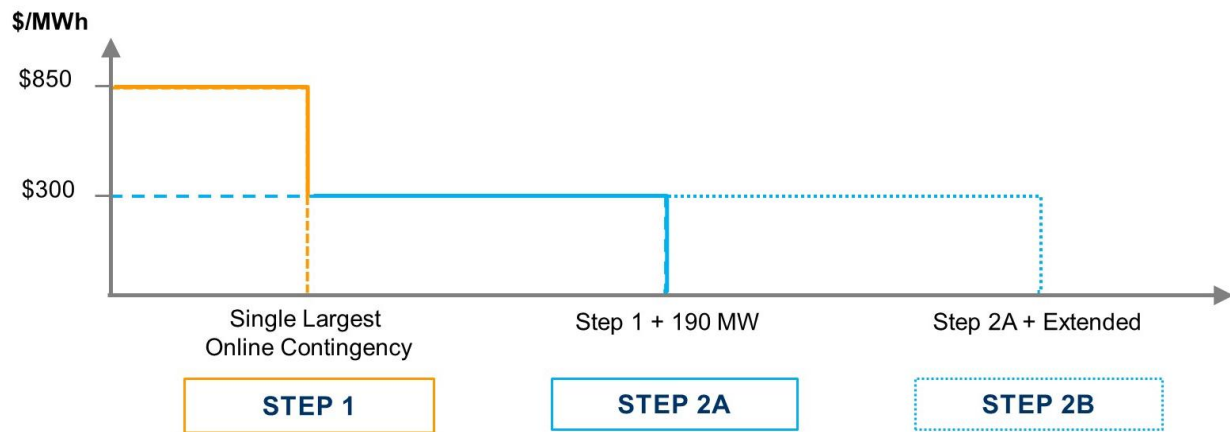 $/MWh
$850
$300
Single Largest
Online Contingency
Step 1 + 190 MW
Step 2A + Extended
STEP 1
STEP 2A
STEP 2B